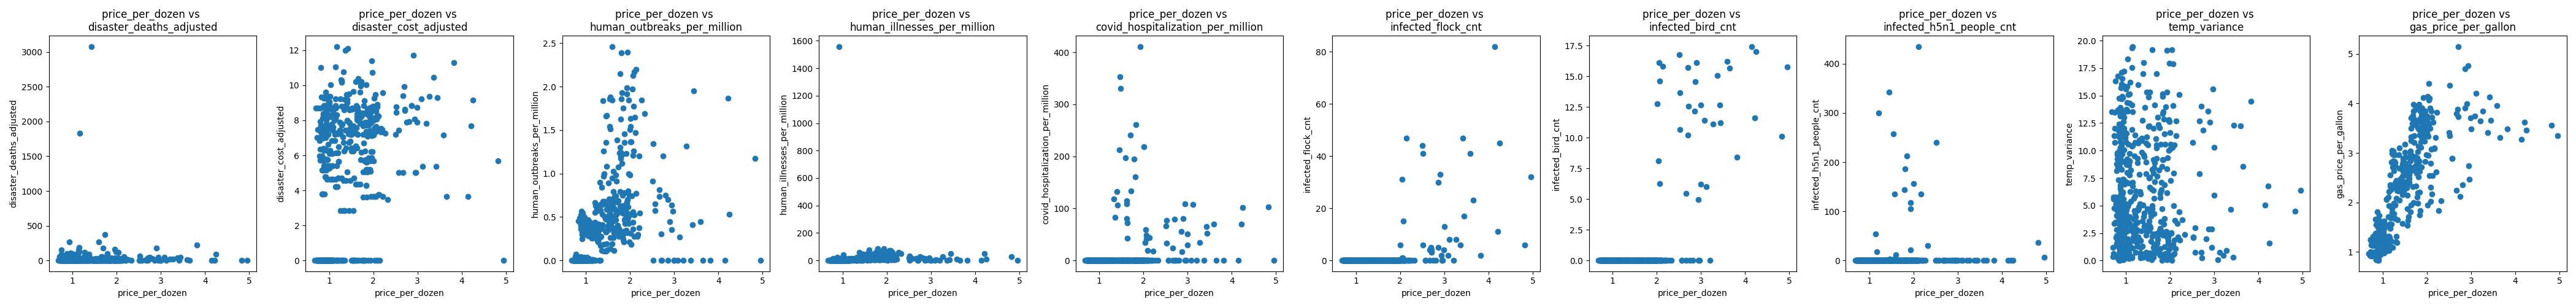 price_per_dozen vs
disaster_deaths_adjusted
3000
2500
2000
1500
1000
500
0
disaster_deaths_adjusted
1 2 3 4 5
price_per_dozen
price_per_dozen vs
disaster_cost_adjusted
12
10
8
6
4
2
0
disaster_cost_adjusted
1 2 3 4 5
price_per_dozen
price_per_dozen vs
human_outbreaks_per_million
2.5
2.0
1.5
1.0
0.5
0.0
human_outbreaks_per_million
1 2 3 4 5
price_per_dozen
price_per_dozen vs
human_illnesses_per_million
1600
1400
1200
1000
800
600
400
200
0
human_illnesses_per_million
1 2 3 4 5
price_per_dozen
price_per_dozen vs
covid_hospitalization_per_million
400
300
200
100
0
covid_hospitalization_per_million
1 2 3 4 5
price_per_dozen
price_per_dozen vs
infected_flock_cnt
80
60
40
20
0
infected_flock_cnt
1 2 3 4 5
price_per_dozen
price_per_dozen vs
infected_bird_cnt
17.5
15.0
12.5
10.0
7.5
5.0
2.5
0.0
infected_bird_cnt
1 2 3 4 5
price_per_dozen
price_per_dozen vs
infected_h5n1_people_cnt
400
300
200
100
0
infected_h5n1_people_cnt
1 2 3 4 5
price_per_dozen
price_per_dozen vs
temp_variance
20.0
17.5
15.0
12.5
10.0
7.5
5.0
2.5
0.0
temp_variance
1 2 3 4 5
price_per_dozen
price_per_dozen vs
gas_price_per_gallon
5
4
3
2
1
gas_price_per_gallon
1 2 3 4 5
price_per_dozen